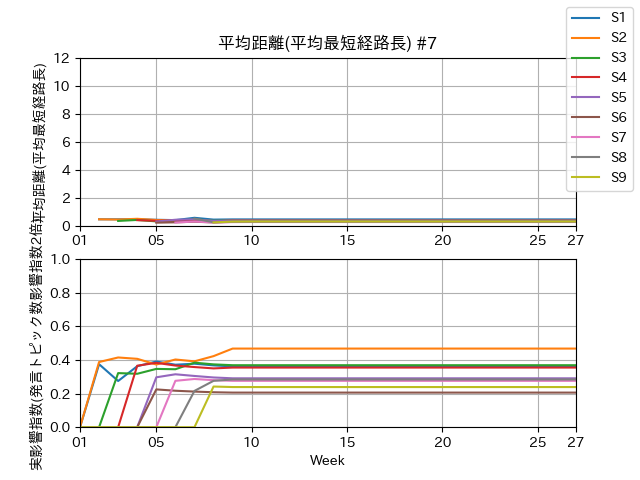 平均距離(平均最短経路長) #7
S1
S2
S3
S4
S5
S6
S7
S8
S9
平均距離(平均最短経路長)
12
10
8
6
4
2
0
01 05 10 15 20 25 27
実影響指数(発言トピック数影響指数2倍)
1.0
0.8
0.6
0.4
0.2
0.0
01 05 10 15 20 25 27
Week